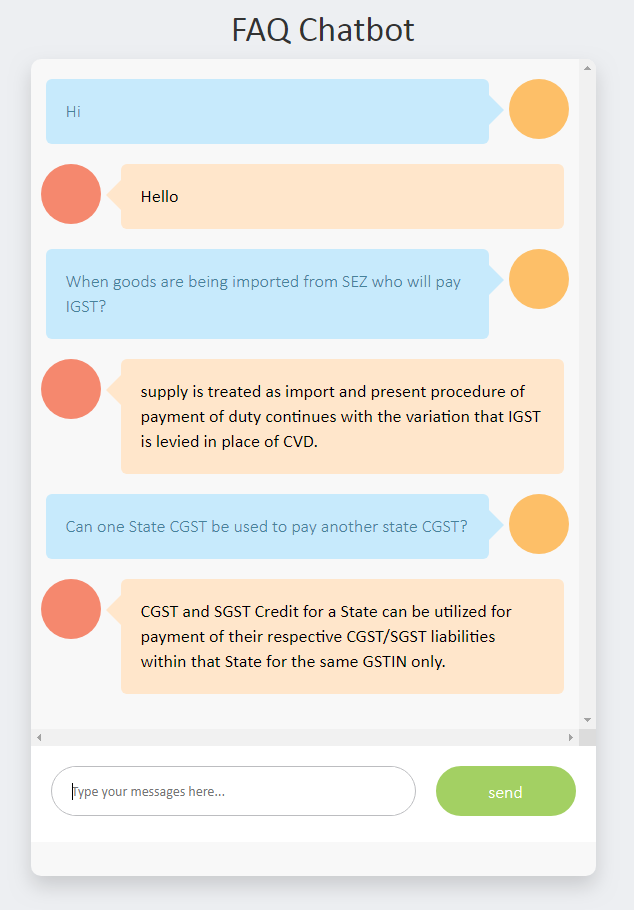 FAQ Chatbot
Hi
Hello
When goods are being imported from SEZ who will pay
IGST?
supply is treated as import and present procedure of
payment of duty continues with the variation that IGST
is levied in place of CVD.
Can one State CGST be used to pay another state CGST?
CGST and SGST Credit for a State can be utilized for
payment of their respective CGST/SGST liabilities
within that State for the same GSTIN only.
Type your messages here...
send